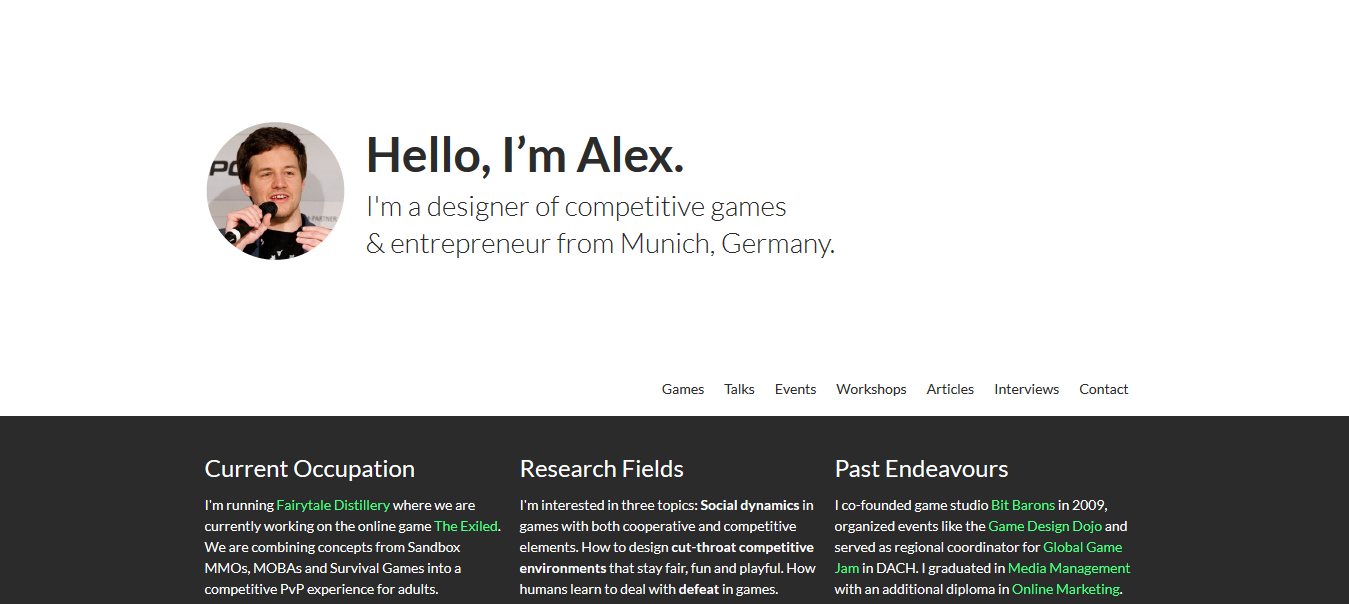 Hello, I'm Alex.
I'm a designer of competitive games
& entrepreneur from Munich, Germany.
Games Talks Events Workshops Articles Interviews Contact
Current Occupation
I'm running Fairytale Distillery where we are
currently working on the online game The Exiled.
We are combining concepts from Sandbox
MMOs, MOBAs and Survival Games into a
competitive PvP experience for adults.
Research Fields
I'm interested in three topics: Social dynamics in
games with both cooperative and competitive
elements. How to design cut-throat competitive
environments that stay fair, fun and playful. How
humans learn to deal with defeat in games.
Past Endeavours
I co-founded game studio Bit Barons in 2009,
organized events like the Game Design Dojo and
served as regional coordinator for Global Game
Jam in DACH. I graduated in Media Management
with an additional diploma in Online Marketing.